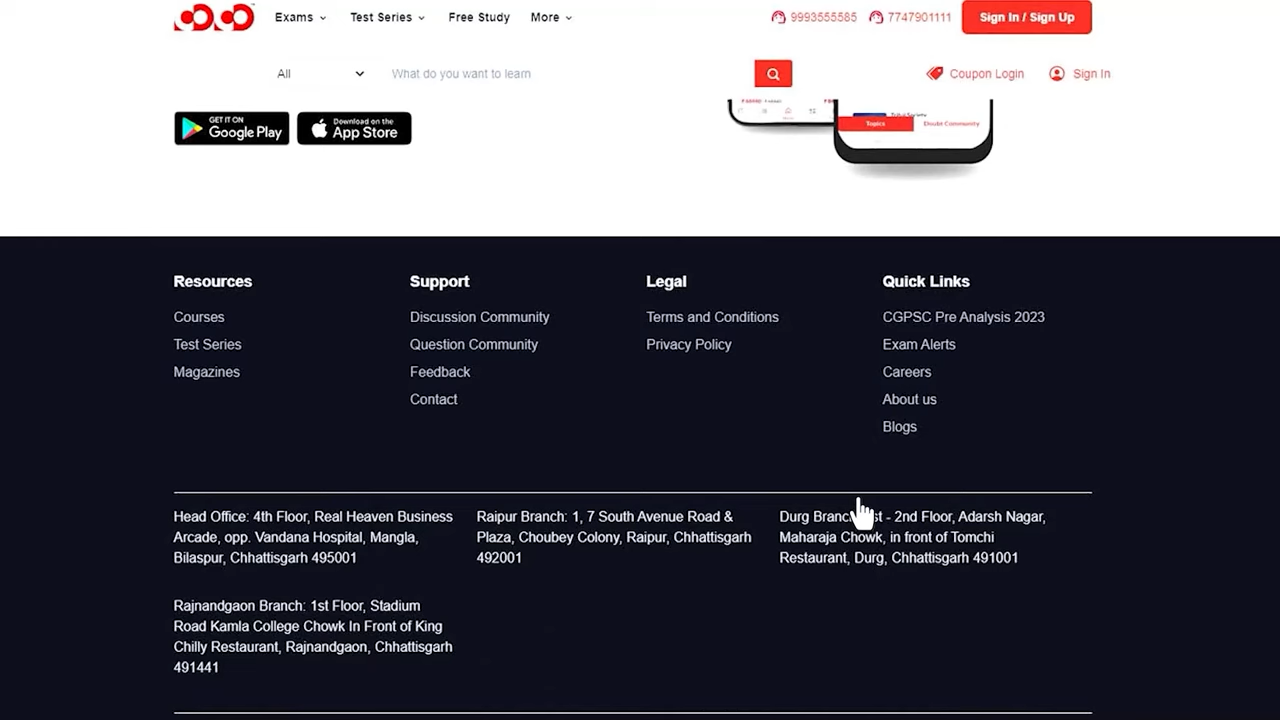 Exams Test Series Free Study More 9993555585 7747901111 Sign In / Sign Up
All What do you want to learn Coupon Login Sign In
GET IT ON Google Play Download on the App Store
Topics Doubt Community
Resources
Courses
Test Series
Magazines
Support
Discussion Community
Question Community
Feedback
Contact
Legal
Terms and Conditions
Privacy Policy
Quick Links
CGPSC Pre Analysis 2023
Exam Alerts
Careers
About us
Blogs
Head Office: 4th Floor, Real Heaven Business
Arcade, opp. Vandana Hospital, Mangla,
Bilaspur, Chhattisgarh 495001
Raipur Branch: 1, 7 South Avenue Road &
Plaza, Choubey Colony, Raipur, Chhattisgarh
492001
Durg - 2nd Floor, Adarsh Nagar,
Maharaja Chowk, in front of Tomchi
Restaurant, Durg, Chhattisgarh 491001
Rajnandgaon Branch: 1st Floor, Stadium
Road Kamla College Chowk In Front of King
Chilly Restaurant, Rajnandgaon, Chhattisgarh
491441